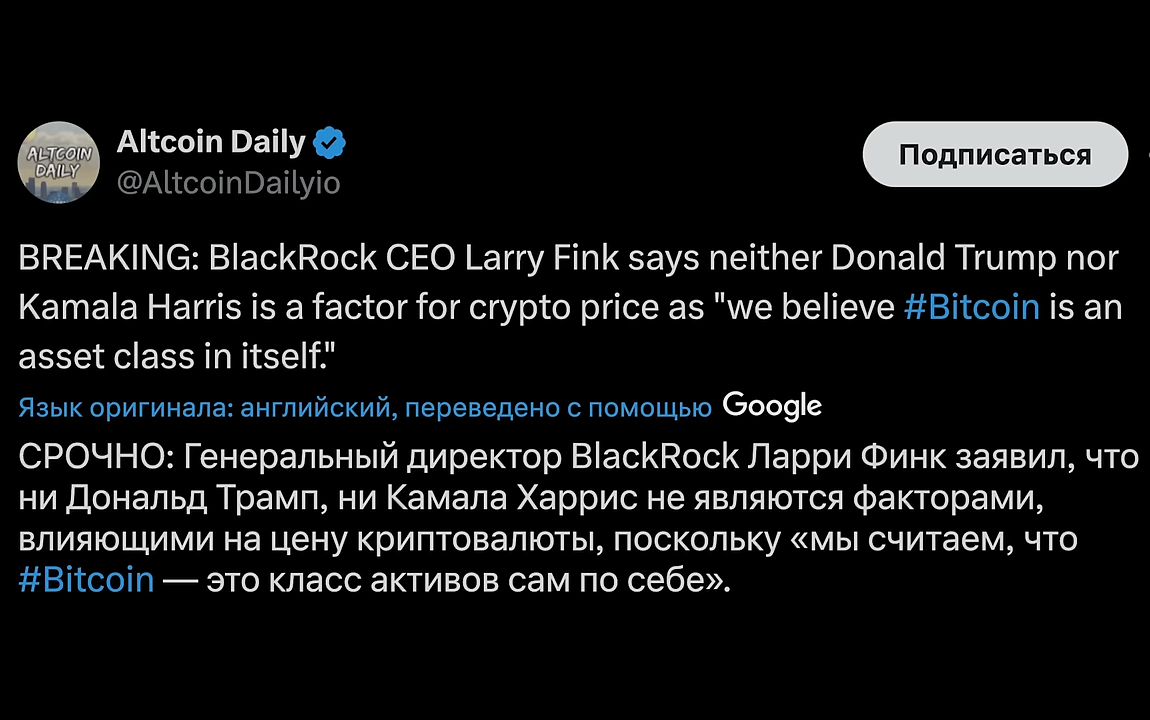 ALTCOIN
DAILY
Altcoin Daily
@AltcoinDailyio
Подписаться
BREAKING: BlackRock CEO Larry Fink says neither Donald Trump nor
Kamala Harris is a factor for crypto price as "we believe #Bitcoin is an
asset class in itself."
Язык оригинала: английский, переведено с помощью Google
СРОЧНО: Генеральный директор BlackRock Ларри Финк заявил, что
ни Дональд Трамп, ни Камала Харрис не являются факторами,
влияющими на цену криптовалюты, поскольку «мы считаем, что
#Bitcoin — это класс активов сам по себе».